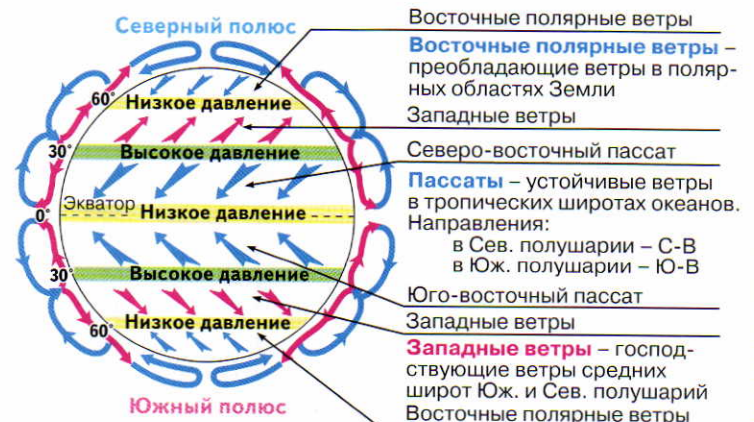 Северный полюс
60°
Низкое давление
30°
Высокое давление
Экватор
0°
Низкое давление
30°
Высокое давление
60°
Низкое давление
Южный полюс
Восточные полярные ветры
Восточные полярные ветры –
преобладающие ветры в поляр-
ных областях Земли
Западные ветры
Северо-восточный пассат
Пассаты – устойчивые ветры
в тропических широтах океанов.
Направления:
в Сев. полушарии – С-В
в Юж. полушарии – Ю-В
Юго-восточный пассат
Западные ветры
Западные ветры – господ-
ствующие ветры средних
широт Юж. и Сев. полушарий
Восточные полярные ветры